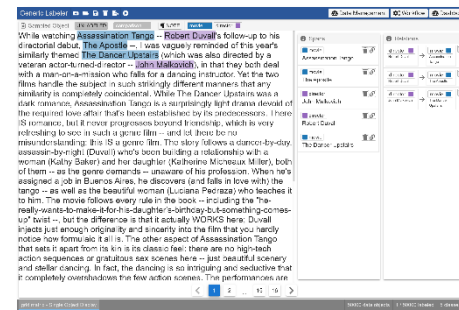 Generic Labeler
Data Management
Workflow
While watching Assassination Tango -- Robert Duvall's follow-up to his
directorial debut, The Apostle --, I was vaguely reminded of this year's
similarly themed The Dancer Upstairs (which was also directed by a
veteran actor-turned-director -- John Malkovich), in that they both deal
with a man-on-a-mission who falls for a dancing instructor. Yet the two
films handle the subject in such strikingly different manners that any
similarity is completely coincidental. While The Dancer Upstairs was a
dark romance, Assassination Tango is a surprisingly light drama devoid of
the required love affair that's been established by its predecessors. There
IS romance, but it never progresses beyond friendship, which is very
refreshing to see in such a genre film -- and let there be no
misunderstanding: this IS a genre film. The story follows a dancer-by-day,
assassin-by-night (Duvall) who's been building a relationship with a
woman (Kathy Baker) and her daughter (Katherine Micheaux Miller), both
of them -- as the genre demands -- unaware of his profession. When he's
assigned a job in Buenos Aires, he discovers (and falls in love with) the
tango -- as well as the beautiful woman (Luciana Pedraza) who teaches it
to him. The movie follows every rule in the book -- including the "he-
really-wants-to-make-it-for-his-daughter's-birthday-but-something-comes-
up" twist --, but the difference is that it actually WORKS here: Duvall
injects just enough originality and sincerity into the film that you hardly
notice how formulaic it all is. The other aspect of Assassination Tango
that sets it apart from its kin is its classic feel: there are no high-tech
action sequences or gratuitous sex scenes here -- just beautiful scenery
and stellar dancing. In fact, the dancing is so intriguing and seductive that
it completely overshadows the few action scenes. The performances are
1 2 ... 15 16
movie
Assassination Tango
movie
The Apostle
movie
John Malkovich
Robert Duvall
movie
The Dancer Upstairs